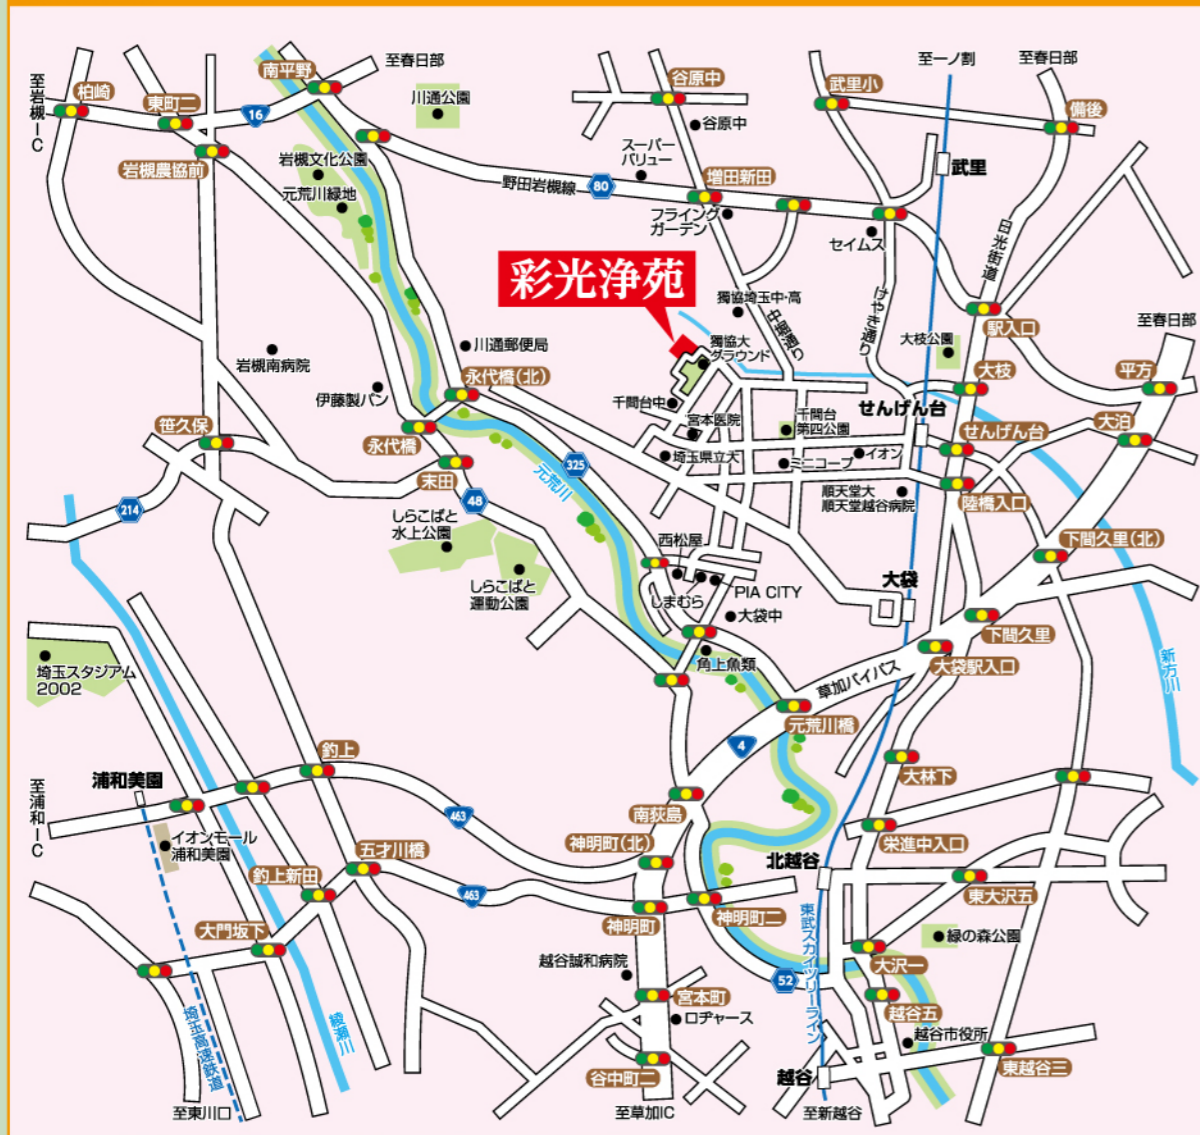 至一ノ割
至春日部
至春日部
南平野
至岩槻IC
柏崎
東町二
16
川通公園
谷原中
武里小
備後
谷原中
岩槻農協前
岩槻文化公園
元荒川緑地
スーパー
バリュー
増田新田
野田岩槻線
80
フライング
ガーデン
武里
セイムス
日光街道
彩光浄苑
獨協埼玉中・高
けやき通り
駅入口
至春日部
大枝公園
岩槻南病院
川通郵便局
獨協大
グラウンド
永代橋(北)
大枝
平方
伊藤製パン
千間台中
せんげん台
笹久保
永代橋
宮本医院
千間台
第四公園
せんげん台
大泊
末田
325
元荒川
埼玉県立大
ミニコープ
イオン
214
48
順天堂大
順天堂越谷病院
陸橋入口
しらこばと
水上公園
西松屋
下間久里(北)
しらこばと
運動公園
しまむら
PIA CITY
大袋
大袋中
下間久里
埼玉スタジアム
2002
角上魚類
大袋駅入口
草加バイパス
新方川
元荒川橋
釣上
4
大林下
浦和美園
至浦和IC
463
南荻島
イオンモール
浦和美園
神明町(北)
栄進中入口
五才川橋
北越谷
釣上新田
463
東大沢五
神明町
神明町二
大門坂下
東武スカイツリーライン
緑の森公園
越谷誠和病院
52
大沢一
宮本町
越谷五
ロヂャース
埼玉高速鉄道
綾瀬川
越谷市役所
谷中町二
越谷
東越谷三
至東川口
至草加IC
至新越谷